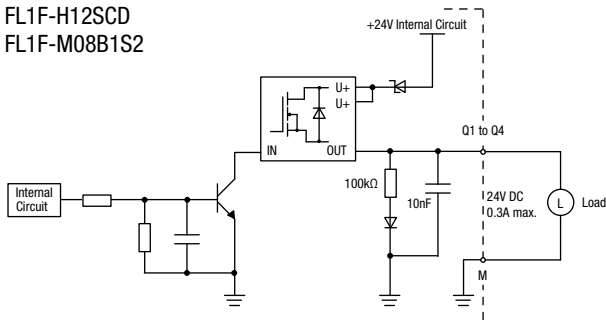 FL1F-H12SCD
FL1F-M08B1S2
+24V Internal Circuit
U+
U+
IN
OUT
Q1 to Q4
Internal
Circuit
100kΩ
10nF
24V DC
0.3A max.
L
Load
M